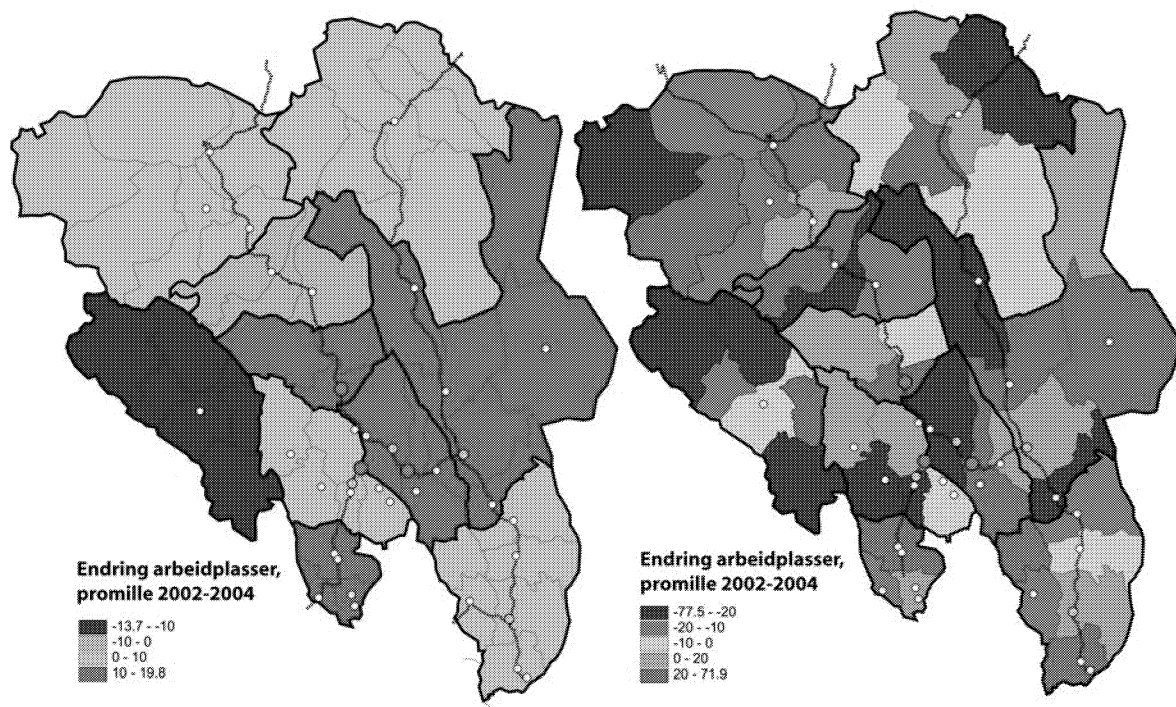 Endring arbeidplasser,
promille 2002-2004
-13.7 - -10
-10 - 0
0 - 10
10 - 19.8
Endring arbeidplasser,
promille 2002-2004
-77.5 - -20
-20 - -10
-10 - 0
0 - 20
20 - 71.9